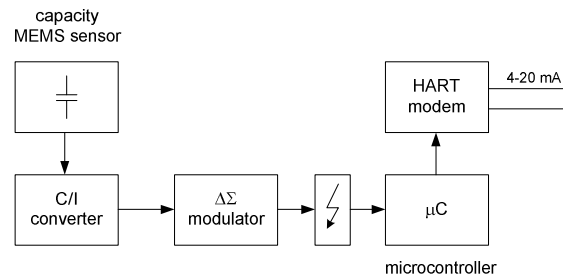 capacity
MEMS sensor
HART
modem
4-20 mA
C/I
converter
ΔΣ
modulator
μC
microcontroller